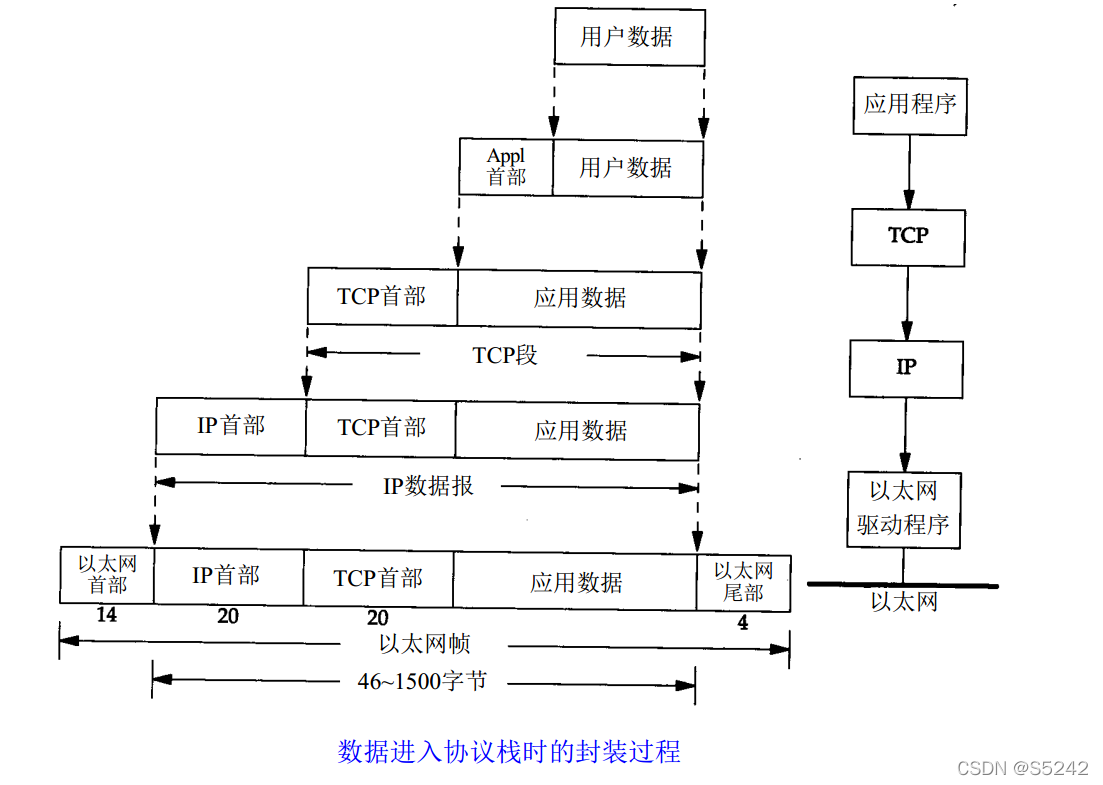 用户数据
应用程序
Appl
首部
用户数据
TCP
TCP首部
应用数据
TCP段
IP
IP首部
TCP首部
应用数据
IP数据报
以太网
驱动程序
以太网
首部
IP首部
TCP首部
应用数据
以太网
尾部
以太网
14
20
20
4
以太网帧
46~1500字节
数据进入协议栈时的封装过程
CSDN @S5242